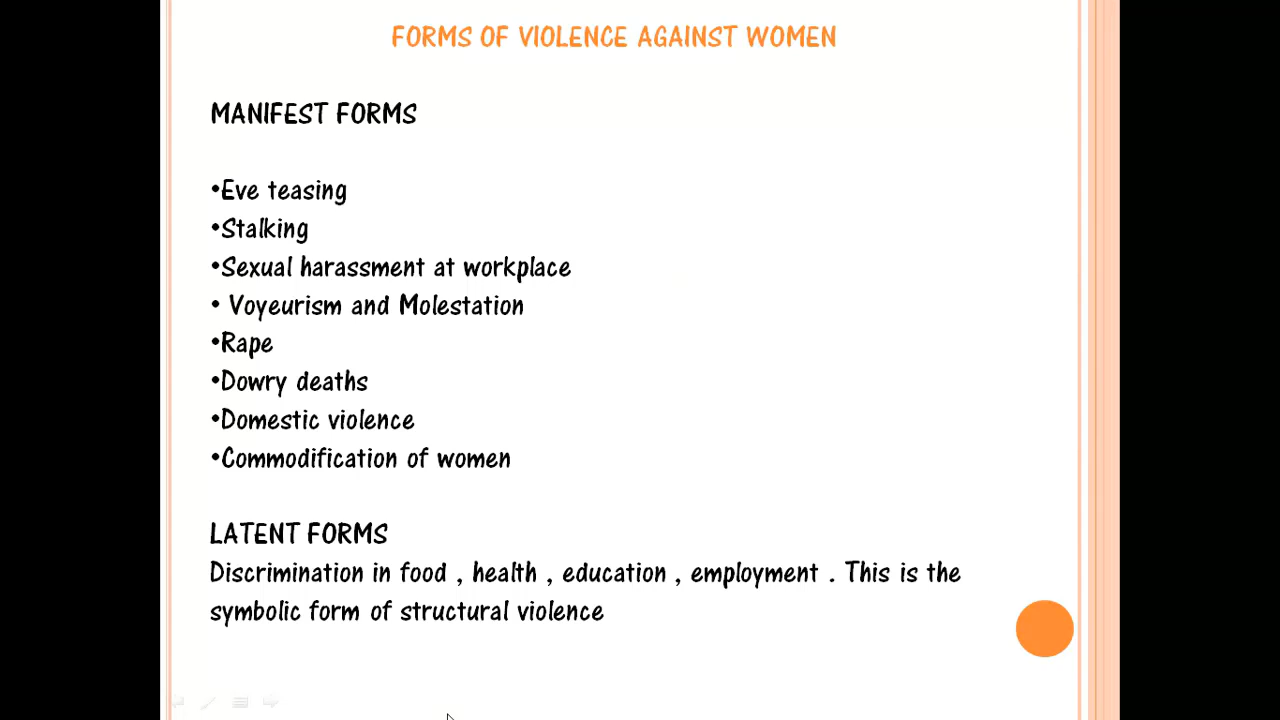 FORMS OF VIOLENCE AGAINST WOMEN
MANIFEST FORMS
•Eve teasing
•Stalking
•Sexual harassment at workplace
• Voyeurism and Molestation
•Rape
•Dowry deaths
•Domestic violence
•Commodification of women
LATENT FORMS
Discrimination in food , health , education , employment . This is the
symbolic form of structural violence